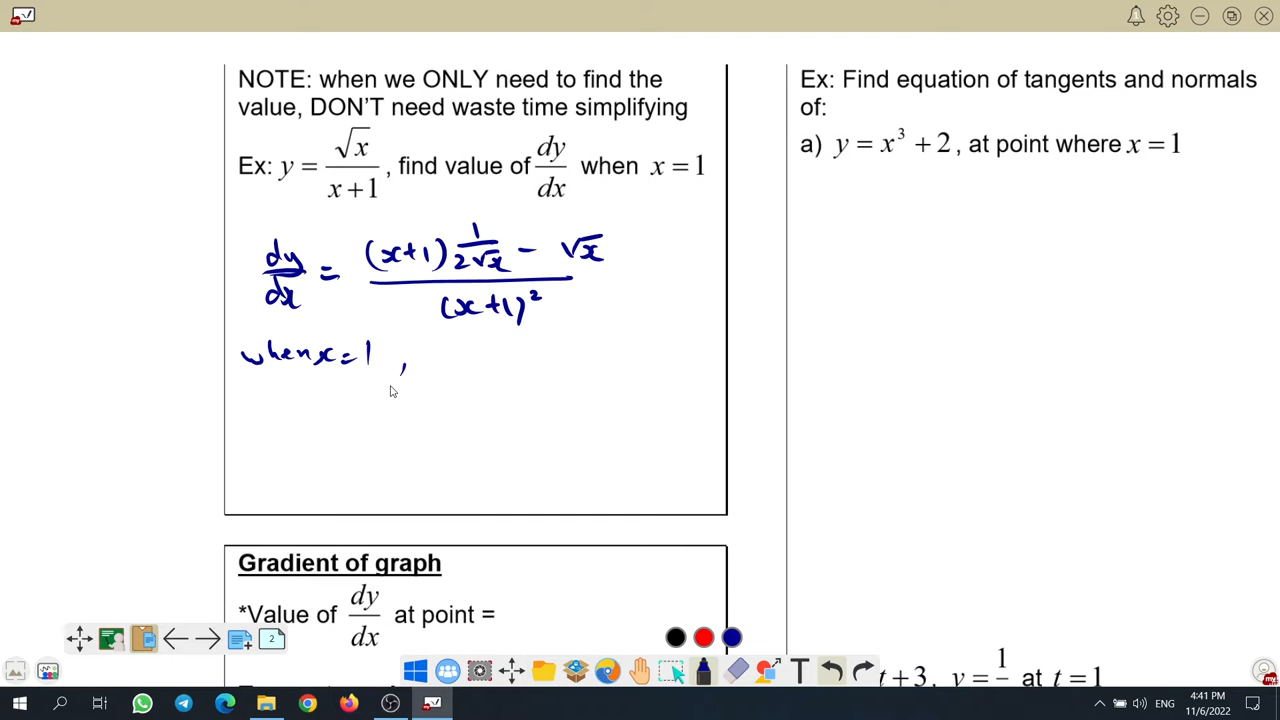 NOTE: when we ONLY need to find the
value, DON'T need waste time simplifying
Ex: y = √x / (x + 1) , find value of dy/dx when x = 1
dy/dx = ((x+1) 1/(2√x) − √x) / (x+1)²
when x = 1 ,
Gradient of graph
*Value of dy/dx at point =
Ex: Find equation of tangents and normals
of:
a) y = x³ + 2 , at point where x = 1
t + 3, y = 1 at t = 1
2
ENG
4:41 PM
11/6/2022